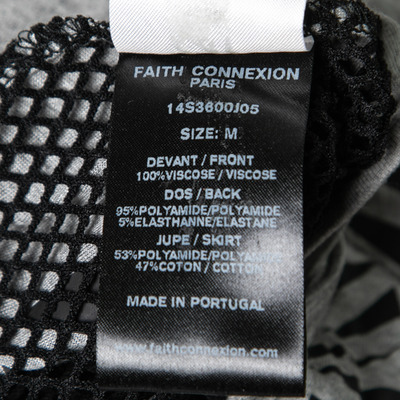 FAITH CONNEXION
PARIS
14S3600J05
SIZE: M
DEVANT / FRONT
100%VISCOSE / VISCOSE
DOS / BACK
95%POLYAMIDE/POLYAMIDE
5%ELASTHANNE/ELASTANE
JUPE / SKIRT
53%POLYAMIDE/POLYAMIDE
47%COTON / COTTON
MADE IN PORTUGAL
www.faithconnexion.com